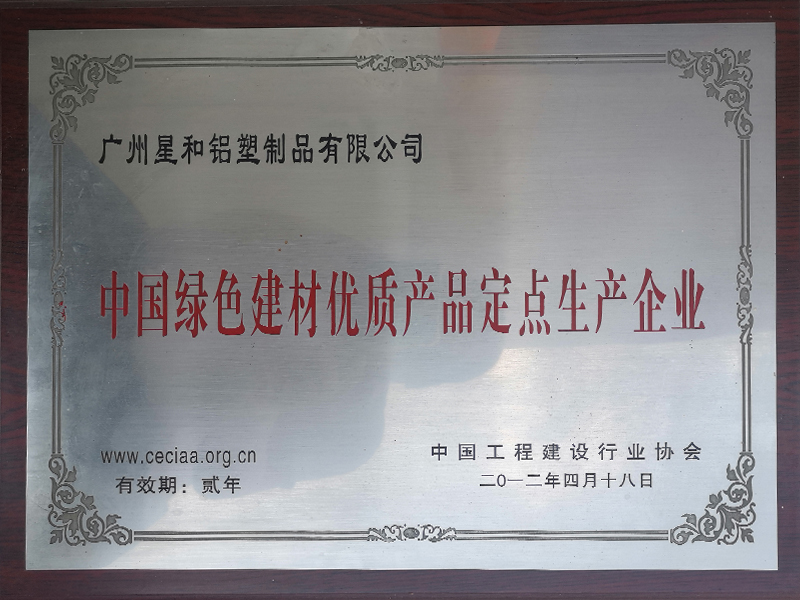 广州星和铝塑制品有限公司
中国绿色建材优质产品定点生产企业
www.ceciaa.org.cn
中国工程建设行业协会
有效期：贰年
二〇一二年四月十八日